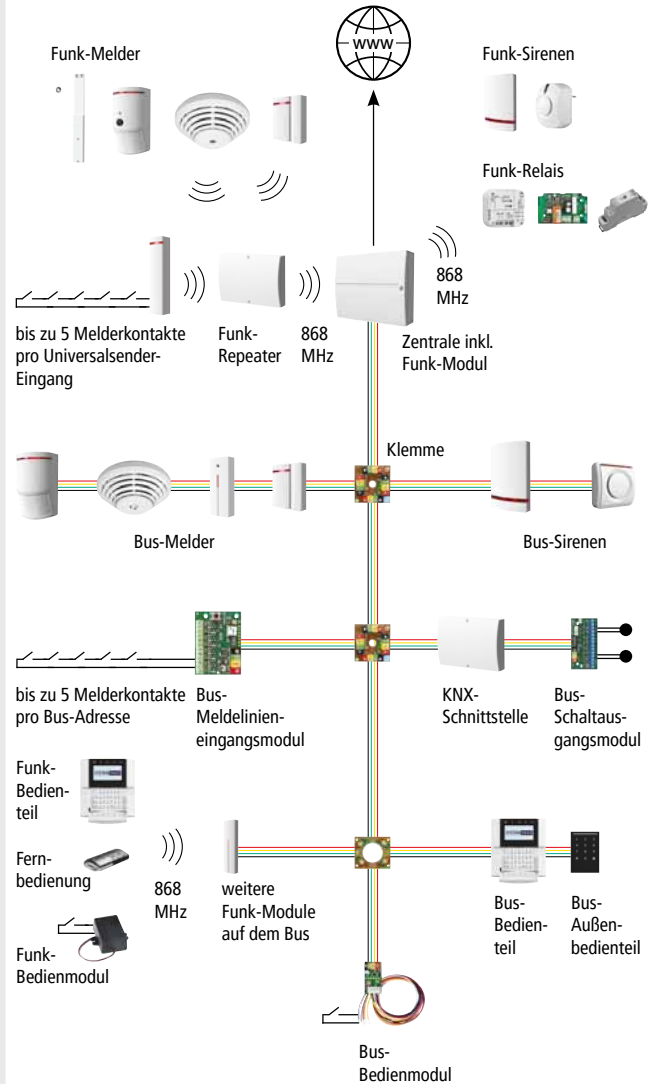 Funk-Melder
WWW
Funk-Sirenen
Funk-Relais
868
MHz
bis zu 5 Melderkontakte
pro Universalsender-
Eingang
Funk-
Repeater
868
MHz
Zentrale inkl.
Funk-Modul
Klemme
Bus-Melder
Bus-Sirenen
bis zu 5 Melderkontakte
pro Bus-Adresse
Bus-
Meldelinien-
eingangsmodul
KNX-
Schnittstelle
Bus-
Schaltaus-
gangsmodul
Funk-
Bedien-
teil
Fern-
bedienung
Funk-
Bedienmodul
868
MHz
weitere
Funk-Module
auf dem Bus
Bus-
Bedien-
teil
Bus-
Außen-
bedienteil
Bus-
Bedienmodul